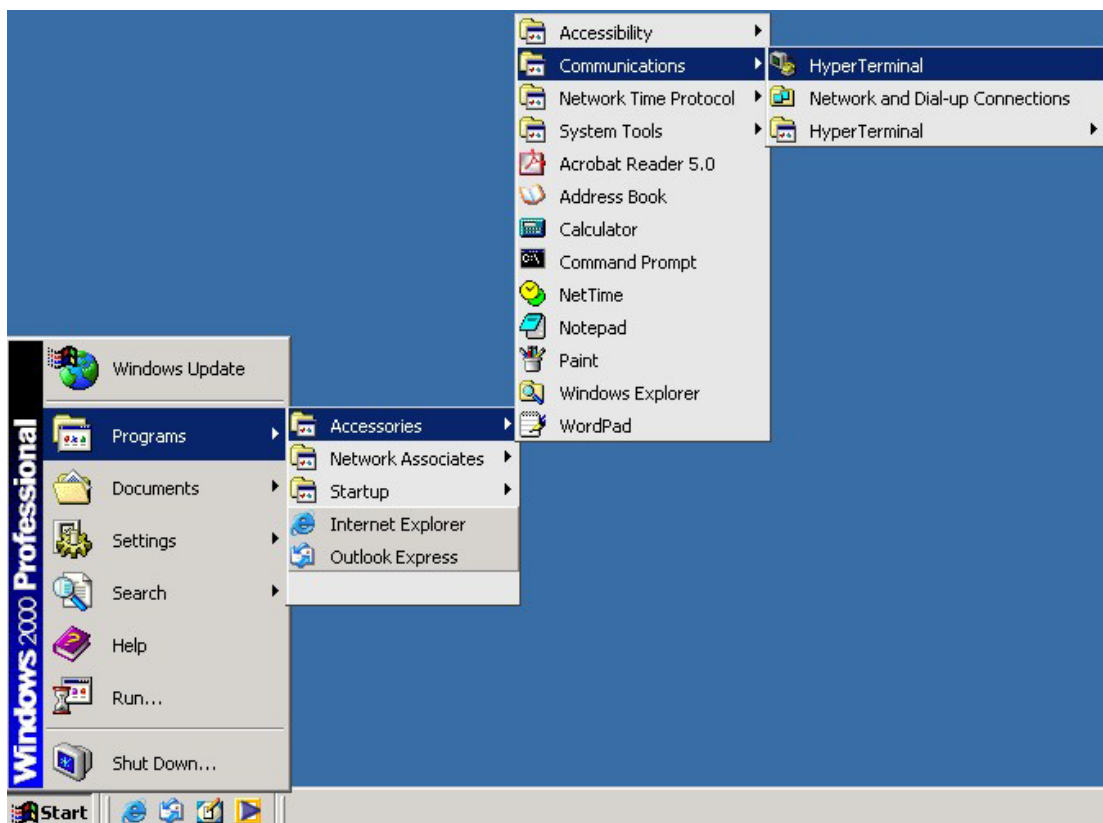 Accessibility
Communications
Network Time Protocol
System Tools
Acrobat Reader 5.0
Address Book
Calculator
Command Prompt
NetTime
Notepad
Paint
Windows Explorer
WordPad
HyperTerminal
Network and Dial-up Connections
HyperTerminal
Windows Update
Programs
Documents
Settings
Search
Help
Run...
Shut Down...
Accessories
Network Associates
Startup
Internet Explorer
Outlook Express
Windows 2000 Professional
Start